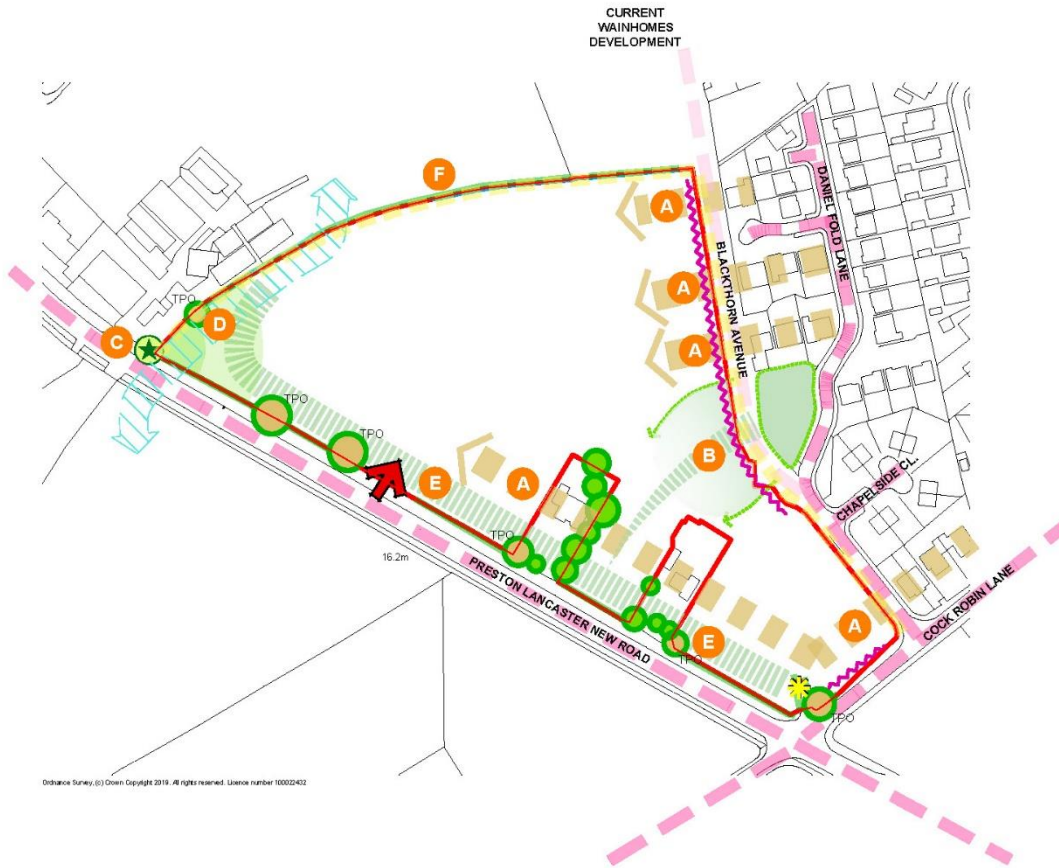 CURRENT
WAINHOMES
DEVELOPMENT
F
A
DANIEL FOLD LANE
BLACKTHORN AVENUE
A
TPO
D
C
A
TPO
B
TPO
E
A
CHAPELSIDE CL.
TPO
16.2m
PRESTON LANCASTER NEW ROAD
COCK ROBIN LANE
A
E
TPO
TPO
Ordnance Survey, (c) Crown Copyright 2019. All rights reserved. Licence number 100022432